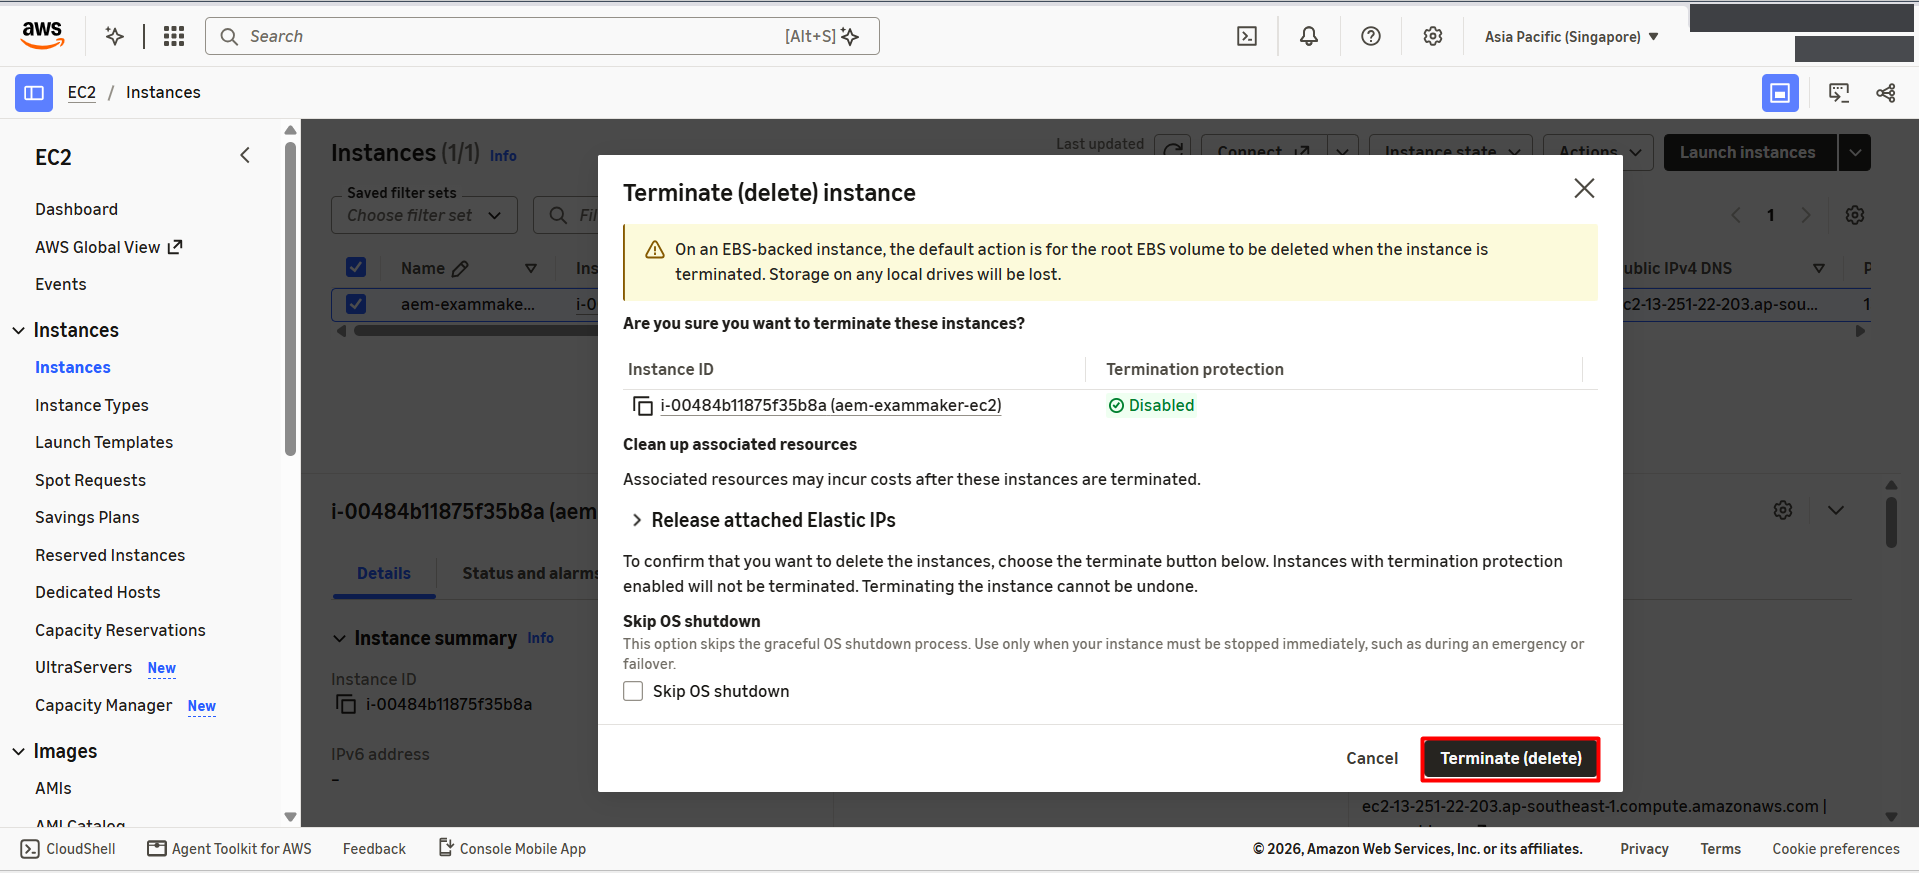 aws
Search
[Alt+S]
Asia Pacific (Singapore)
EC2 / Instances
EC2
Dashboard
AWS Global View
Events
Instances
Instances
Instance Types
Launch Templates
Spot Requests
Savings Plans
Reserved Instances
Dedicated Hosts
Capacity Reservations
UltraServers New
Capacity Manager New
Images
AMIs
AMI Catalog
Instances (1/1) Info
Last updated
Connect
Instance state
Actions
Launch instances
Saved filter sets
Choose filter set
1
Name
ublic IPv4 DNS
aem-exammake...
i-0
c2-13-251-22-203.ap-sou...
1
Terminate (delete) instance
On an EBS-backed instance, the default action is for the root EBS volume to be deleted when the instance is
terminated. Storage on any local drives will be lost.
Are you sure you want to terminate these instances?
Instance ID
Termination protection
i-00484b11875f35b8a (aem-exammaker-ec2)
Disabled
Clean up associated resources
Associated resources may incur costs after these instances are terminated.
Release attached Elastic IPs
To confirm that you want to delete the instances, choose the terminate button below. Instances with termination protection
enabled will not be terminated. Terminating the instance cannot be undone.
Skip OS shutdown
This option skips the graceful OS shutdown process. Use only when your instance must be stopped immediately, such as during an emergency or
failover.
Skip OS shutdown
Cancel
Terminate (delete)
i-00484b11875f35b8a (aem
Details
Status and alarms
Instance summary Info
Instance ID
i-00484b11875f35b8a
IPv6 address
–
ec2-13-251-22-203.ap-southeast-1.compute.amazonaws.com |
CloudShell
Agent Toolkit for AWS
Feedback
Console Mobile App
© 2026, Amazon Web Services, Inc. or its affiliates.
Privacy
Terms
Cookie preferences